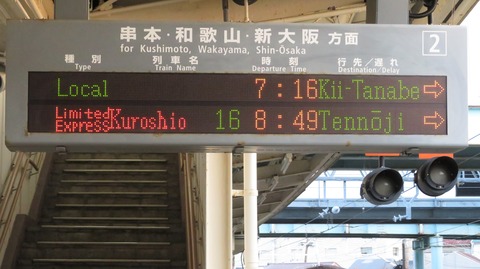 串本・和歌山・新大阪 方面
for Kushimoto, Wakayama, Shin-Ōsaka
2
種別 列車名 時刻 行先/遅れ
Type Train Name Departure Time Destination/Delay
Local 7:16 Kii-Tanabe →
Limited Express Kuroshio 16 8:49 Tennōji →